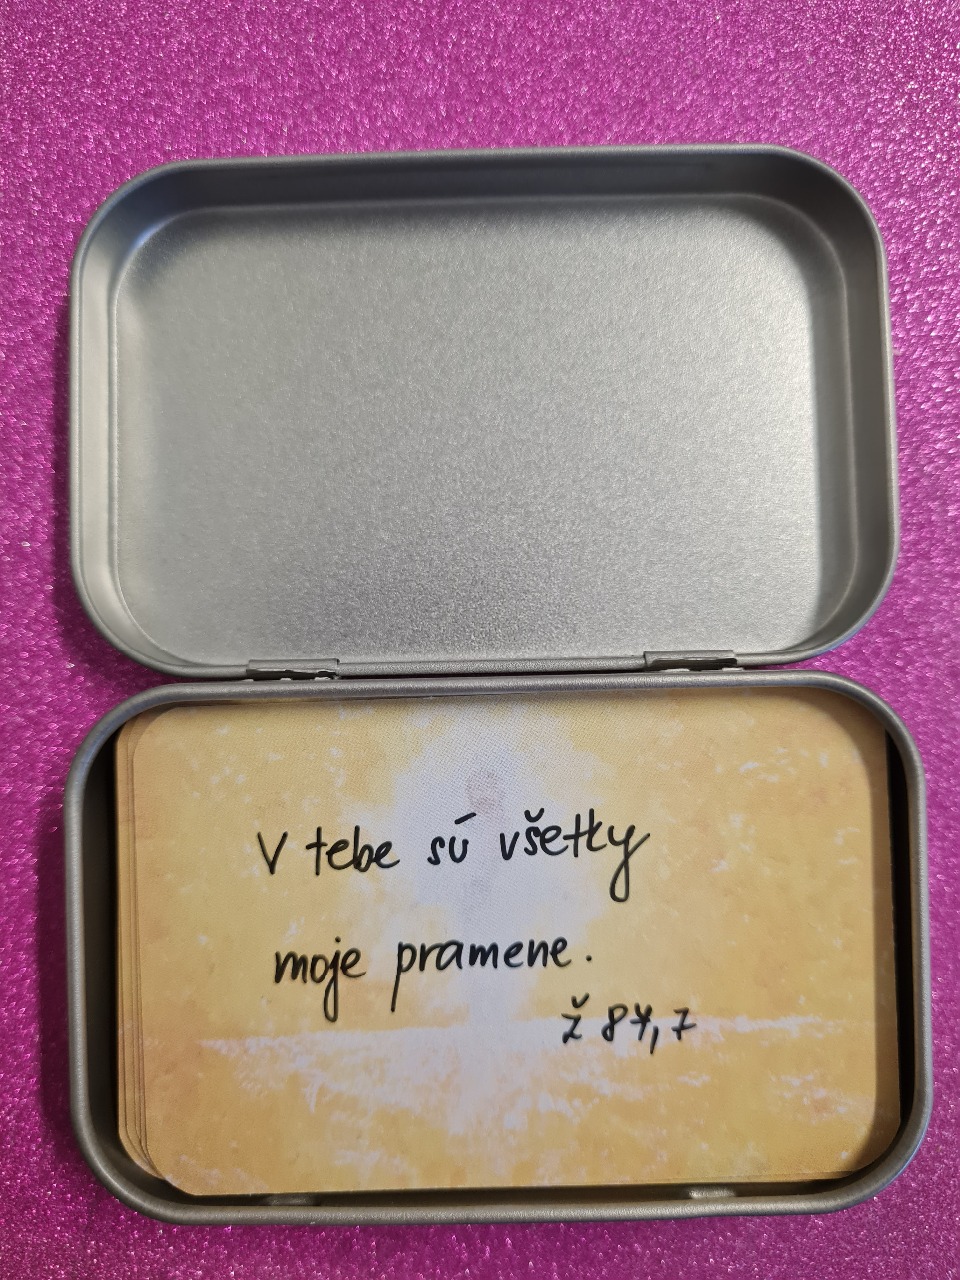 V tebe sú všetky
moje pramene.
Ž 87,7